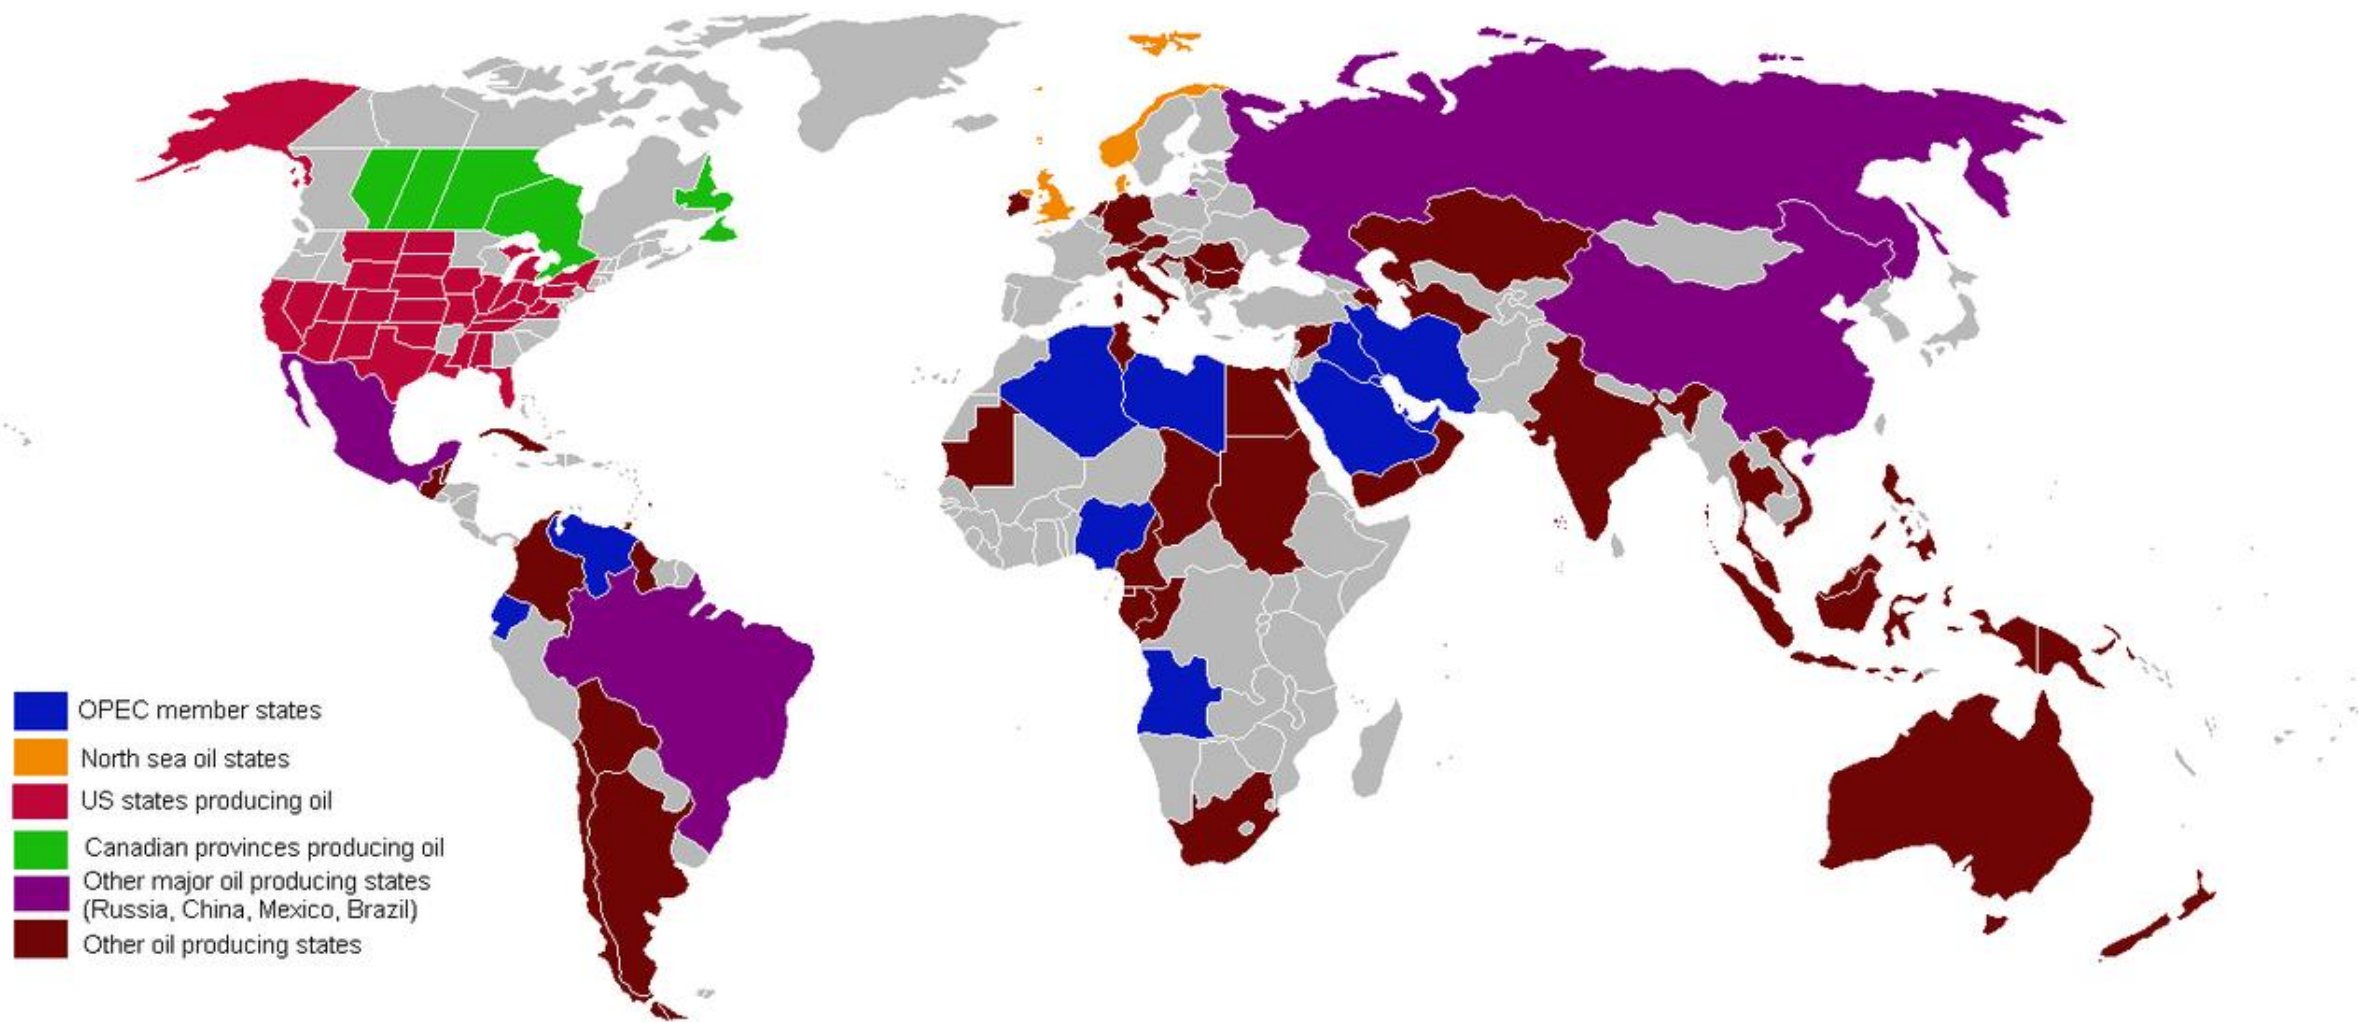 OPEC member states
North sea oil states
US states producing oil
Canadian provinces producing oil
Other major oil producing states
(Russia, China, Mexico, Brazil)
Other oil producing states